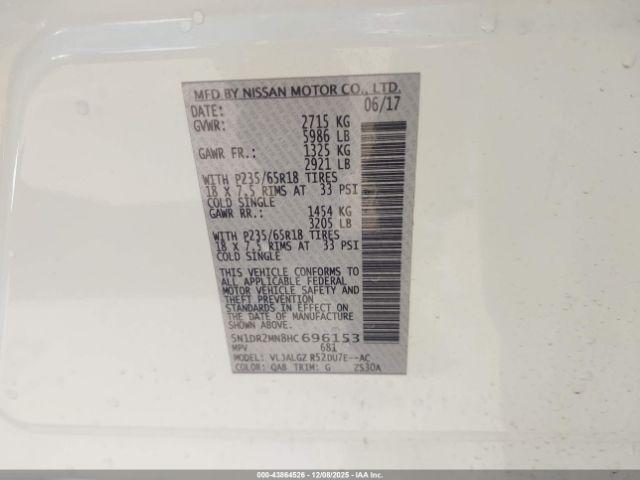 MFD BY NISSAN MOTOR CO., LTD.
DATE: 06/17
GVWR: 2715 KG
5986 LB
GAWR FR.: 1325 KG
2921 LB
WITH P235/65R18 TIRES
18 X 7.5 RIMS AT 33 PSI
COLD SINGLE
GAWR RR.: 1454 KG
3205 LB
WITH P235/65R18 TIRES
18 X 7.5 RIMS AT 33 PSI
COLD SINGLE
THIS VEHICLE CONFORMS TO
ALL APPLICABLE FEDERAL
MOTOR VEHICLE SAFETY AND
THEFT PREVENTION
STANDARDS IN EFFECT ON
THE DATE OF MANUFACTURE
SHOWN ABOVE.
5N1DR2MN8HC696153
MPV 681
MODEL: VLJALGZ R52DU7E--AC
COLOR: QAB TRIM: G ZS30A
000-43864526 | 12/08/2025 | IAA Inc.